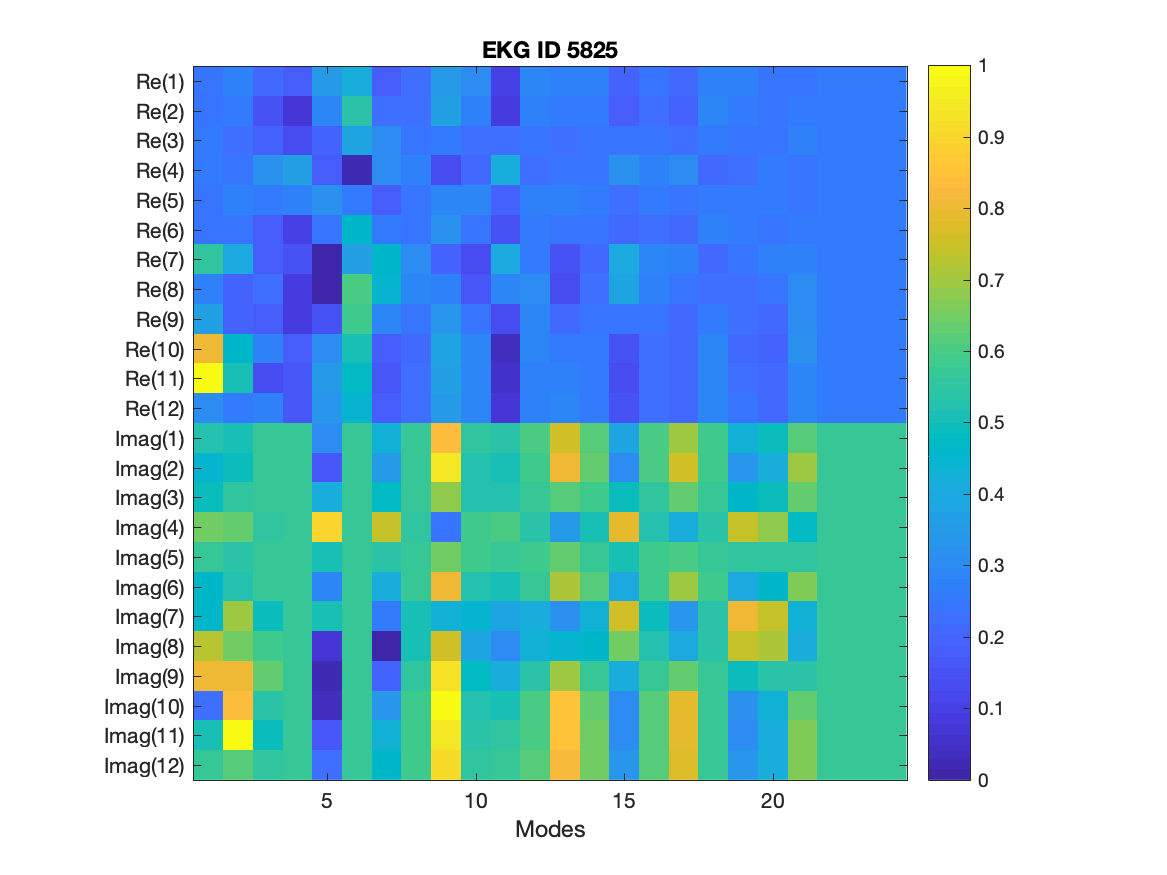 EKG ID 5825
Re(1)
Re(2)
Re(3)
Re(4)
Re(5)
Re(6)
Re(7)
Re(8)
Re(9)
Re(10)
Re(11)
Re(12)
Imag(1)
Imag(2)
Imag(3)
Imag(4)
Imag(5)
Imag(6)
Imag(7)
Imag(8)
Imag(9)
Imag(10)
Imag(11)
Imag(12)
5 10 15 20
Modes
1
0.9
0.8
0.7
0.6
0.5
0.4
0.3
0.2
0.1
0